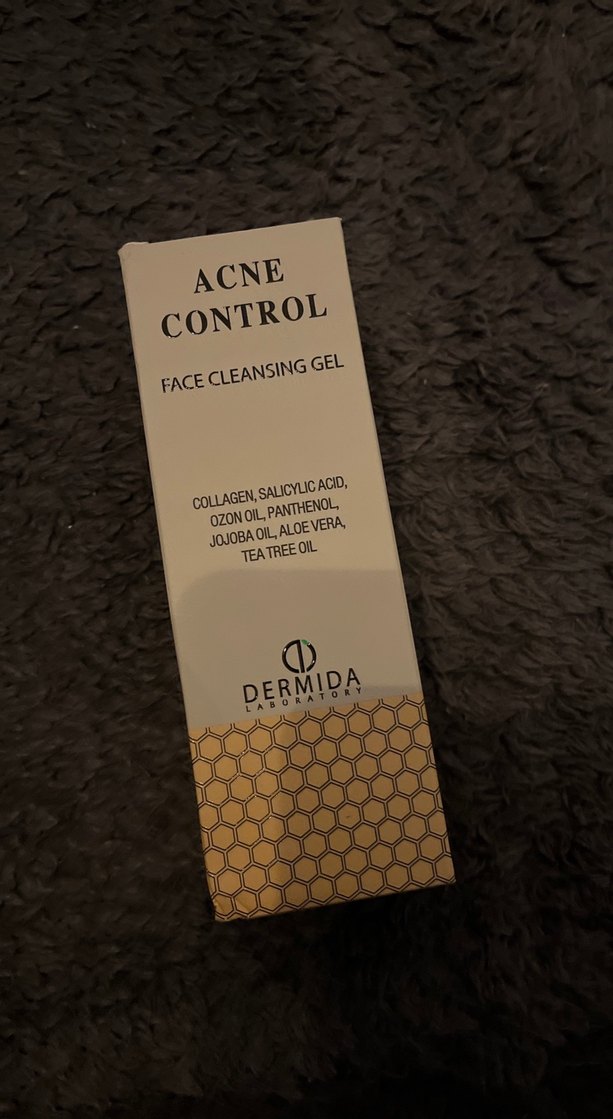 ACNE
CONTROL
FACE CLEANSING GEL
COLLAGEN, SALICYLIC ACID,
OZON OIL, PANTHENOL,
JOJOBA OIL, ALOE VERA,
TEA TREE OIL
DERMIDA
LABORATORY